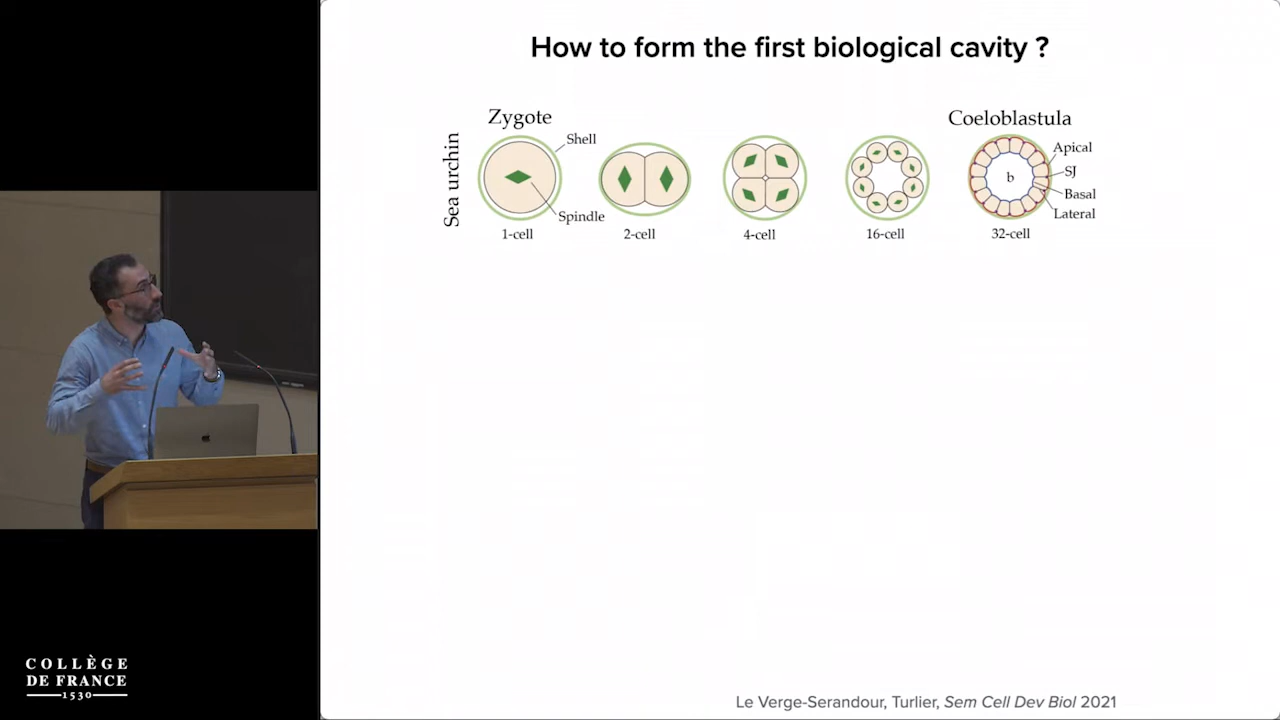 How to form the first biological cavity ?
Zygote
Coeloblastula
Sea urchin
Shell
Spindle
Apical
SJ
Basal
Lateral
b
1-cell
2-cell
4-cell
16-cell
32-cell
COLLÈGE
DE FRANCE
1530
Le Verge-Serandour, Turlier, Sem Cell Dev Biol 2021